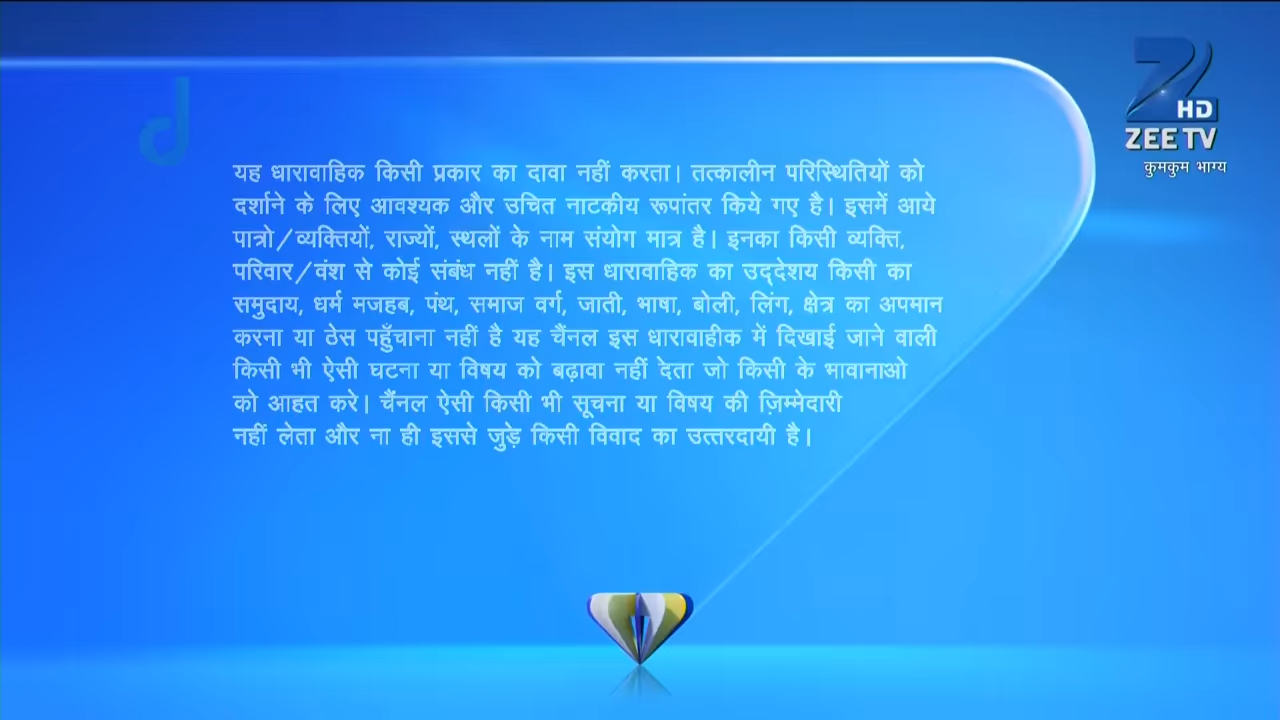 HD
ZEE TV
कुमकुम भाग्य
यह धारावाहिक किसी प्रकार का दावा नहीं करता। तत्कालीन परिस्थितियों को
दर्शाने के लिए आवश्यक और उचित नाटकीय रूपांतर किये गए है। इसमें आये
पात्रो/व्यक्तियों, राज्यों, स्थलों के नाम संयोग मात्र है। इनका किसी व्यक्ति,
परिवार/वंश से कोई संबंध नहीं है। इस धारावाहिक का उद्देशय किसी का
समुदाय, धर्म मजहब, पंथ, समाज वर्ग, जाती, भाषा, बोली, लिंग, क्षेत्र का अपमान
करना या ठेस पहुँचाना नहीं है यह चैंनल इस धारावाहीक में दिखाई जाने वाली
किसी भी ऐसी घटना या विषय को बढ़ावा नहीं देता जो किसी के भावानाओ
को आहत करे। चैंनल ऐसी किसी भी सूचना या विषय की ज़िम्मेदारी
नहीं लेता और ना ही इससे जुड़े किसी विवाद का उत्तरदायी है।